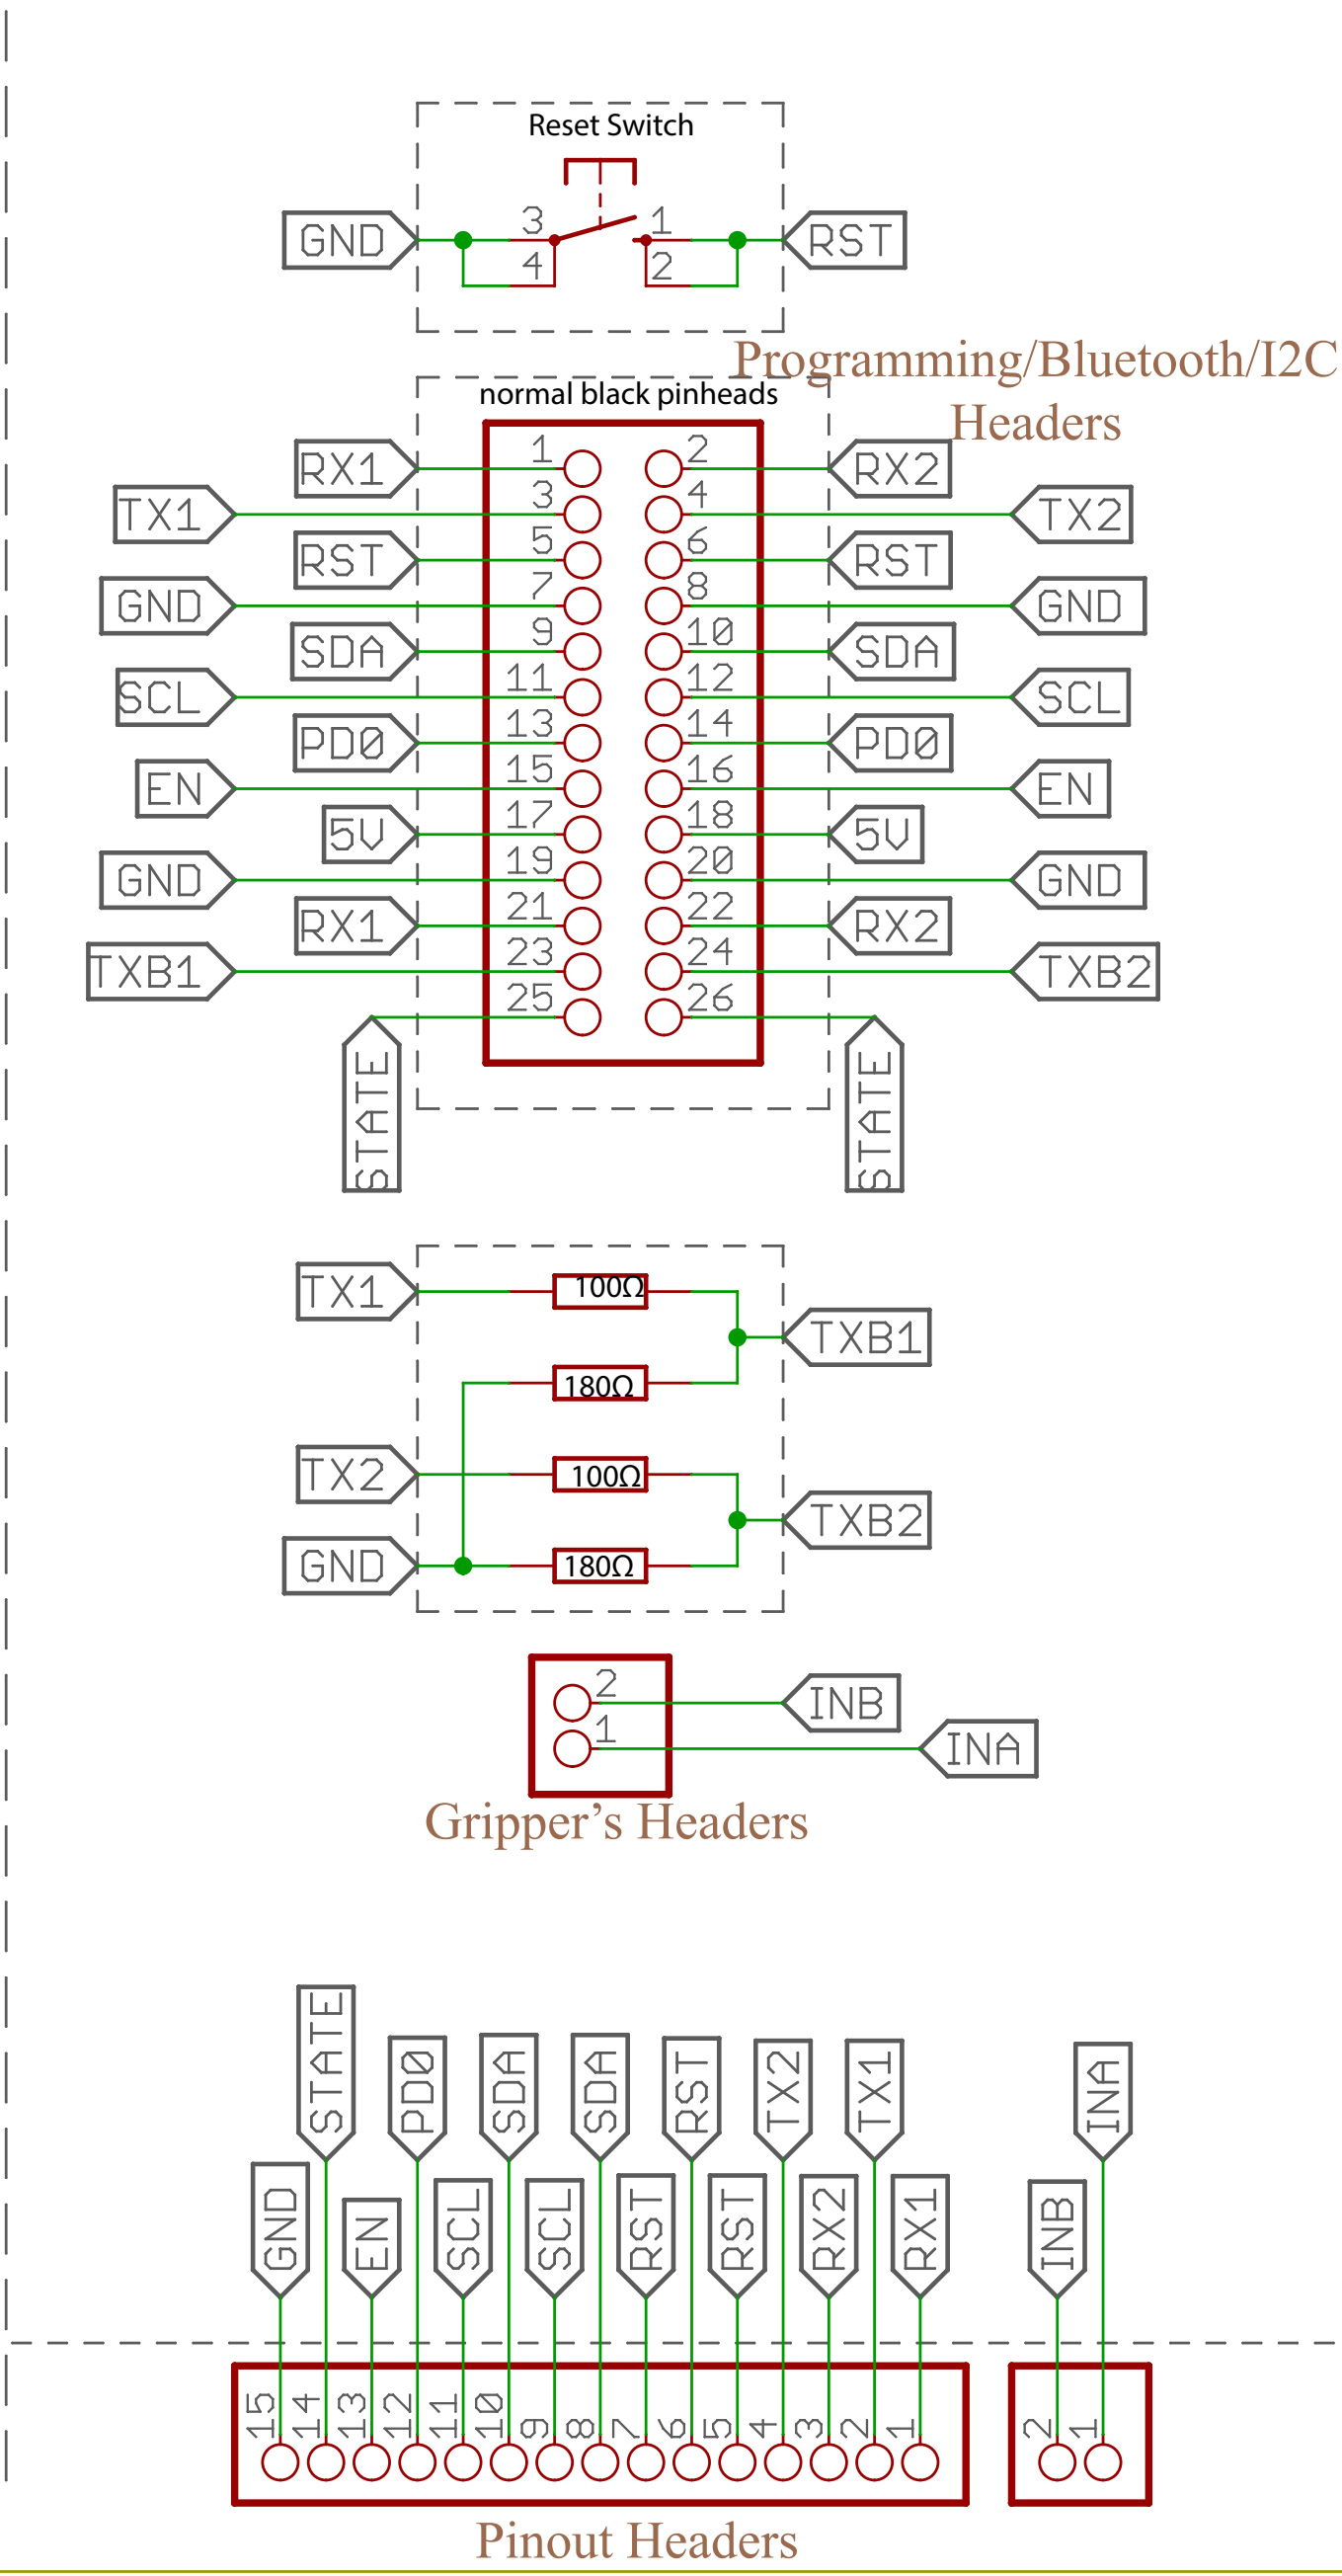 Reset Switch
GND 3 1 RST
4 2
Programming/Bluetooth/I2C
Headers
normal black pinheads
RX1 1 2 RX2
TX1 3 4 TX2
RST 5 6 RST
GND 7 8 GND
SDA 9 10 SDA
SCL 11 12 SCL
PD0 13 14 PD0
EN 15 16 EN
5V 17 18 5V
GND 19 20 GND
RX1 21 22 RX2
TXB1 23 24 TXB2
25 26
STATE STATE
TX1 100Ω
TXB1
180Ω
TX2 100Ω
TXB2
GND 180Ω
2 INB
1 INA
Gripper's Headers
STATE PD0 SDA SDA RST TX2 TX1 INA
GND EN SCL SCL RST RST RX2 RX1 INB
15 14 13 12 11 10 9 8 7 6 5 4 3 2 1 2 1
Pinout Headers